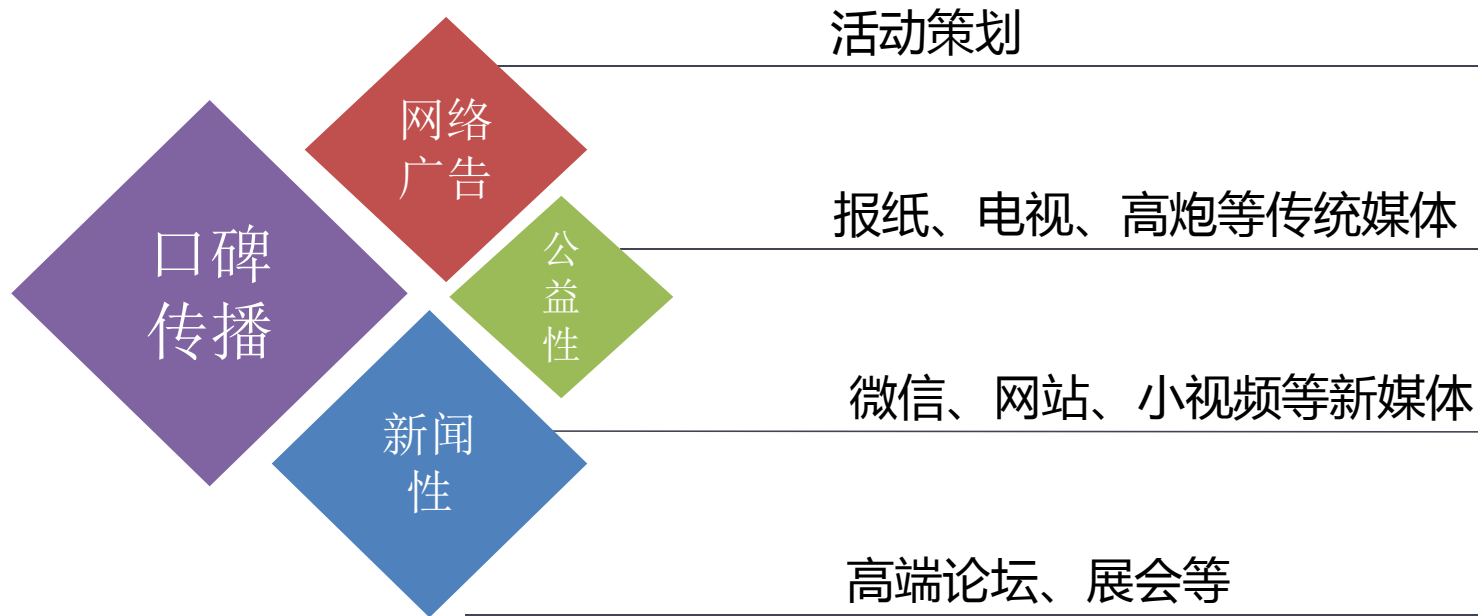 活动策划
网络
广告
报纸、电视、高炮等传统媒体
口碑
传播
公
益
性
微信、网站、小视频等新媒体
新闻
性
高端论坛、展会等